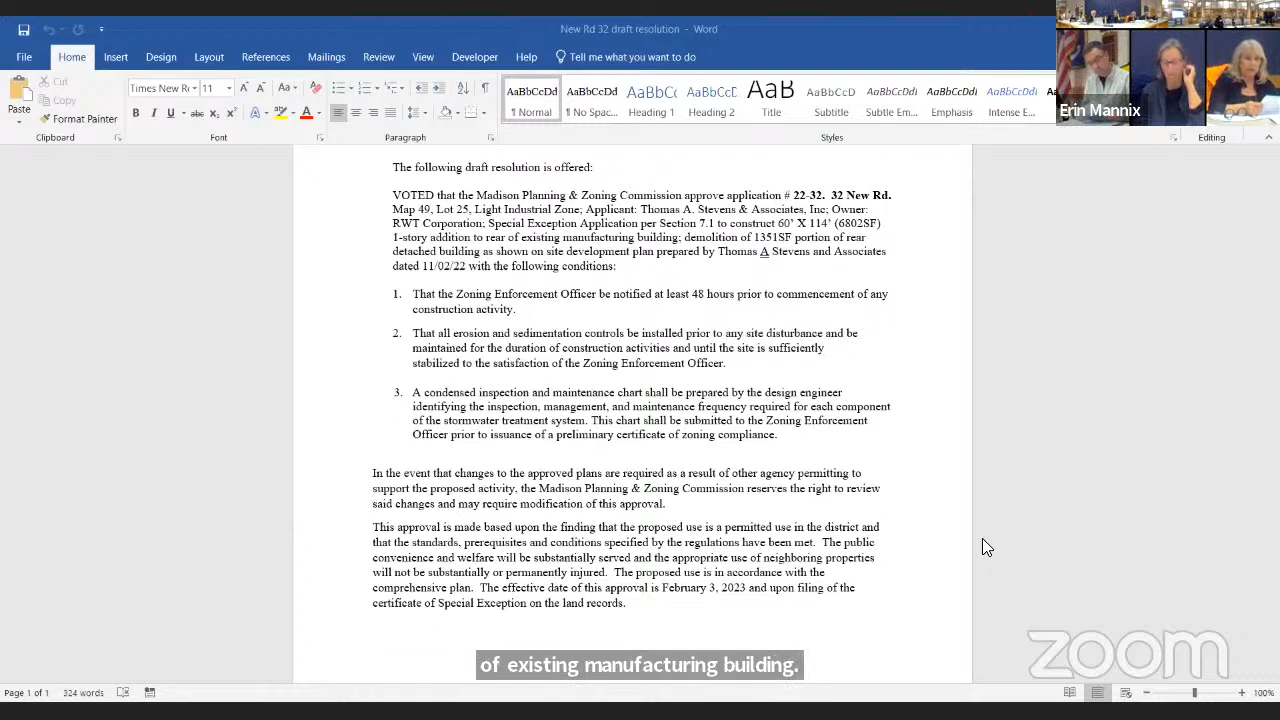 New Rd 32 draft resolution - Word
File Home Insert Design Layout References Mailings Review View Developer Help Tell me what you want to do
Paste
Cut
Copy
Format Painter
Times New Ro 11
B I U abc x₂ x²
AaBbCcDd AaBbCcDd AaBbCc AaBbCcD AaB AaBbCcD AaBbCcDd AaBbCcDd AaBbCcDd
¶ Normal ¶ No Spac... Heading 1 Heading 2 Title Subtitle Subtle Em... Emphasis Intense E...
Clipboard Font Paragraph Styles Editing
Erin Mannix
The following draft resolution is offered:
VOTED that the Madison Planning & Zoning Commission approve application # 22-32. 32 New Rd.
Map 49, Lot 25, Light Industrial Zone; Applicant: Thomas A. Stevens & Associates, Inc; Owner:
RWT Corporation; Special Exception Application per Section 7.1 to construct 60' X 114' (6802SF)
1-story addition to rear of existing manufacturing building; demolition of 1351SF portion of rear
detached building as shown on site development plan prepared by Thomas A Stevens and Associates
dated 11/02/22 with the following conditions:
1. That the Zoning Enforcement Officer be notified at least 48 hours prior to commencement of any
construction activity.
2. That all erosion and sedimentation controls be installed prior to any site disturbance and be
maintained for the duration of construction activities and until the site is sufficiently
stabilized to the satisfaction of the Zoning Enforcement Officer.
3. A condensed inspection and maintenance chart shall be prepared by the design engineer
identifying the inspection, management, and maintenance frequency required for each component
of the stormwater treatment system. This chart shall be submitted to the Zoning Enforcement
Officer prior to issuance of a preliminary certificate of zoning compliance.
In the event that changes to the approved plans are required as a result of other agency permitting to
support the proposed activity, the Madison Planning & Zoning Commission reserves the right to review
said changes and may require modification of this approval.
This approval is made based upon the finding that the proposed use is a permitted use in the district and
that the standards, prerequisites and conditions specified by the regulations have been met. The public
convenience and welfare will be substantially served and the appropriate use of neighboring properties
will not be substantially or permanently injured. The proposed use is in accordance with the
comprehensive plan. The effective date of this approval is February 3, 2023 and upon filing of the
certificate of Special Exception on the land records.
of existing manufacturing building.
zoom
Page 1 of 1 324 words 100%